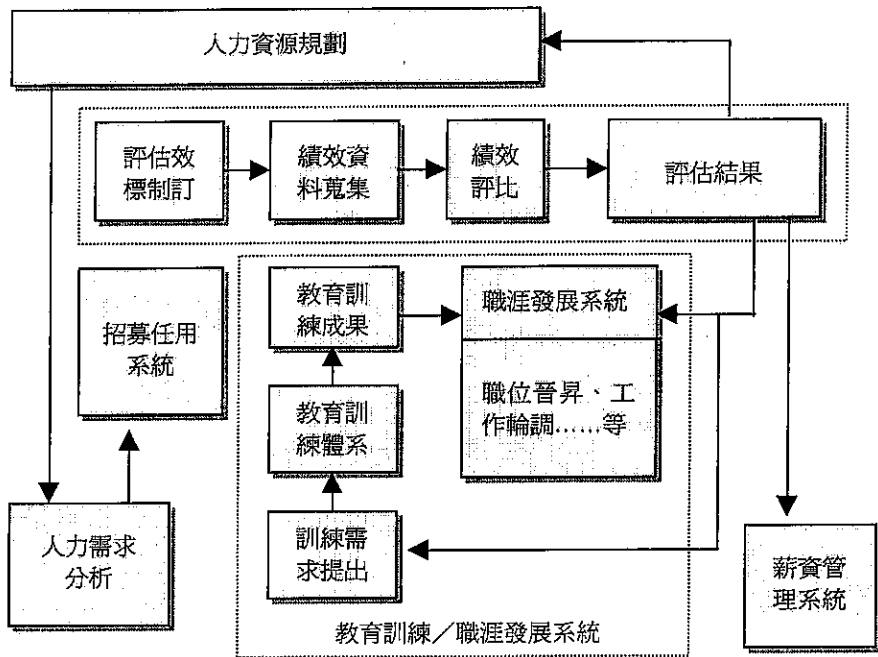 人力資源規劃
評估效
標制訂
績效資
料蒐集
績效
評比
評估結果
招募任用
系統
教育訓
練成果
職涯發展系統
職位晉昇、工
作輪調......等
教育訓
練體系
訓練需
求提出
人力需求
分析
薪資管
理系統
教育訓練／職涯發展系統